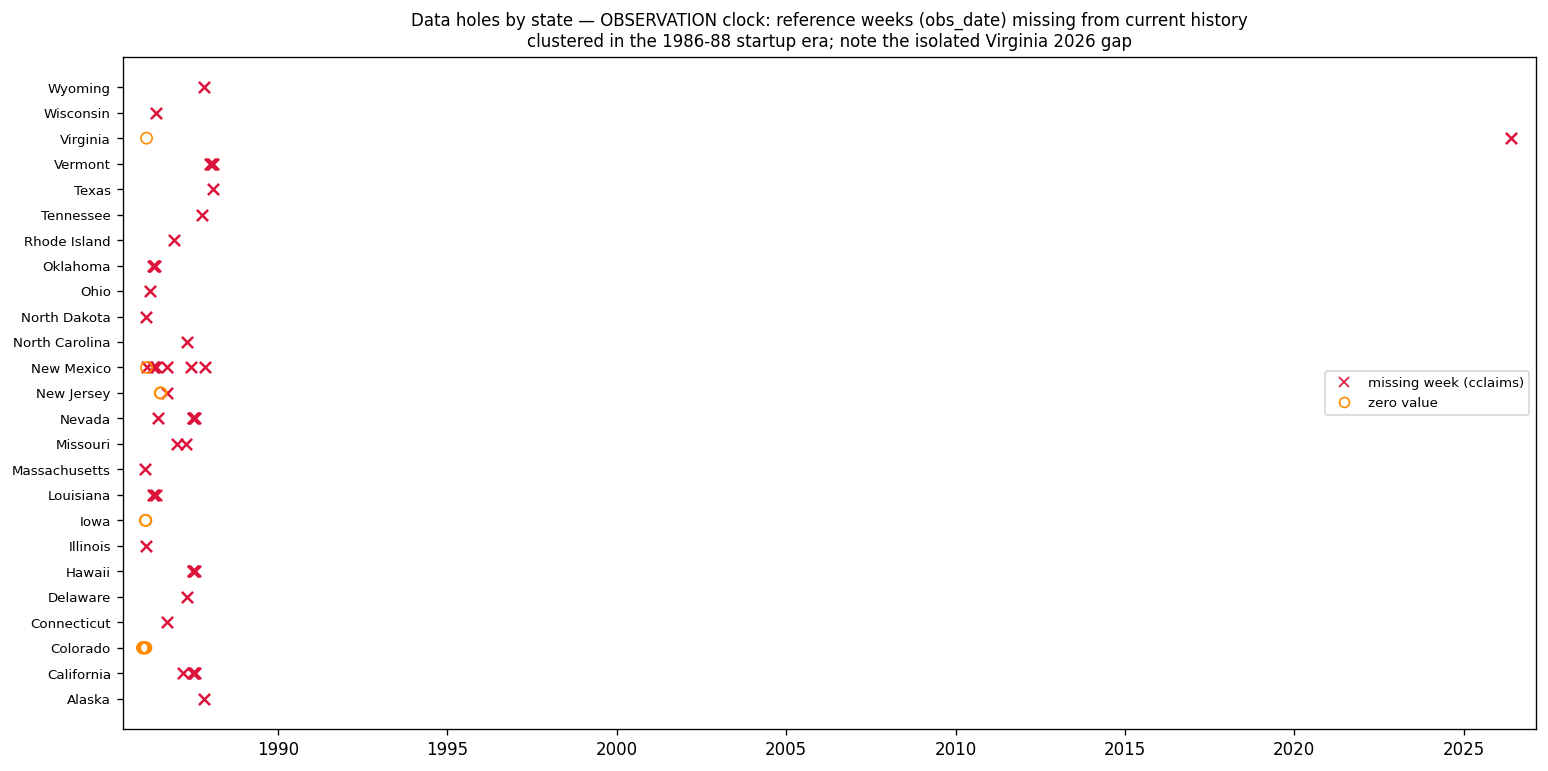 Data holes by state — OBSERVATION clock: reference weeks (obs_date) missing from current history
clustered in the 1986-88 startup era; note the isolated Virginia 2026 gap
Wyoming
Wisconsin
Virginia
Vermont
Texas
Tennessee
Rhode Island
Oklahoma
Ohio
North Dakota
North Carolina
New Mexico
New Jersey
Nevada
Missouri
Massachusetts
Louisiana
Iowa
Illinois
Hawaii
Delaware
Connecticut
Colorado
California
Alaska
missing week (cclaims)
zero value
1990
1995
2000
2005
2010
2015
2020
2025